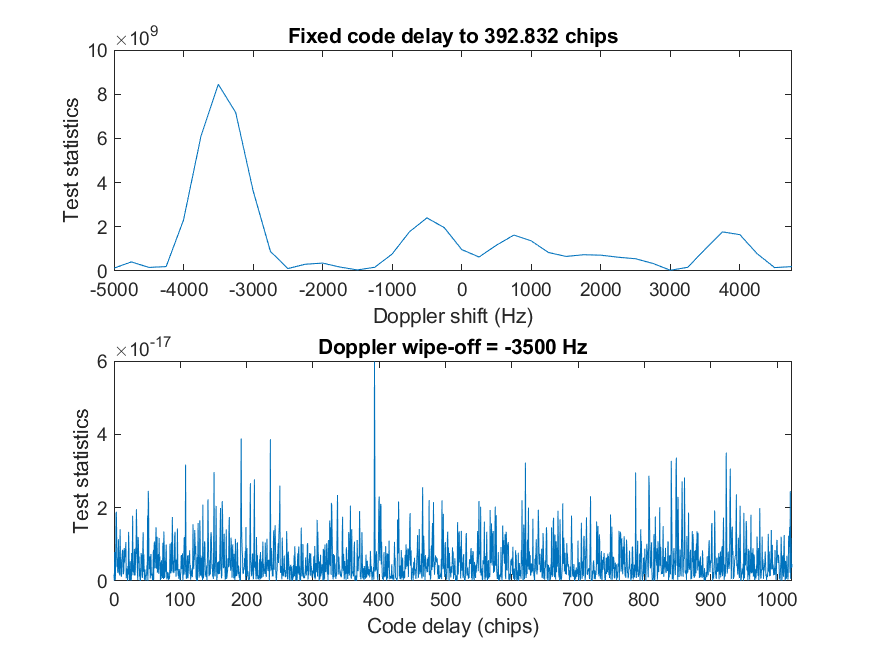 ×10^9
Fixed code delay to 392.832 chips
10
8
6
4
2
0
Test statistics
-5000 -4000 -3000 -2000 -1000 0 1000 2000 3000 4000
Doppler shift (Hz)
×10^-17
Doppler wipe-off = -3500 Hz
6
4
2
0
Test statistics
0 100 200 300 400 500 600 700 800 900 1000
Code delay (chips)